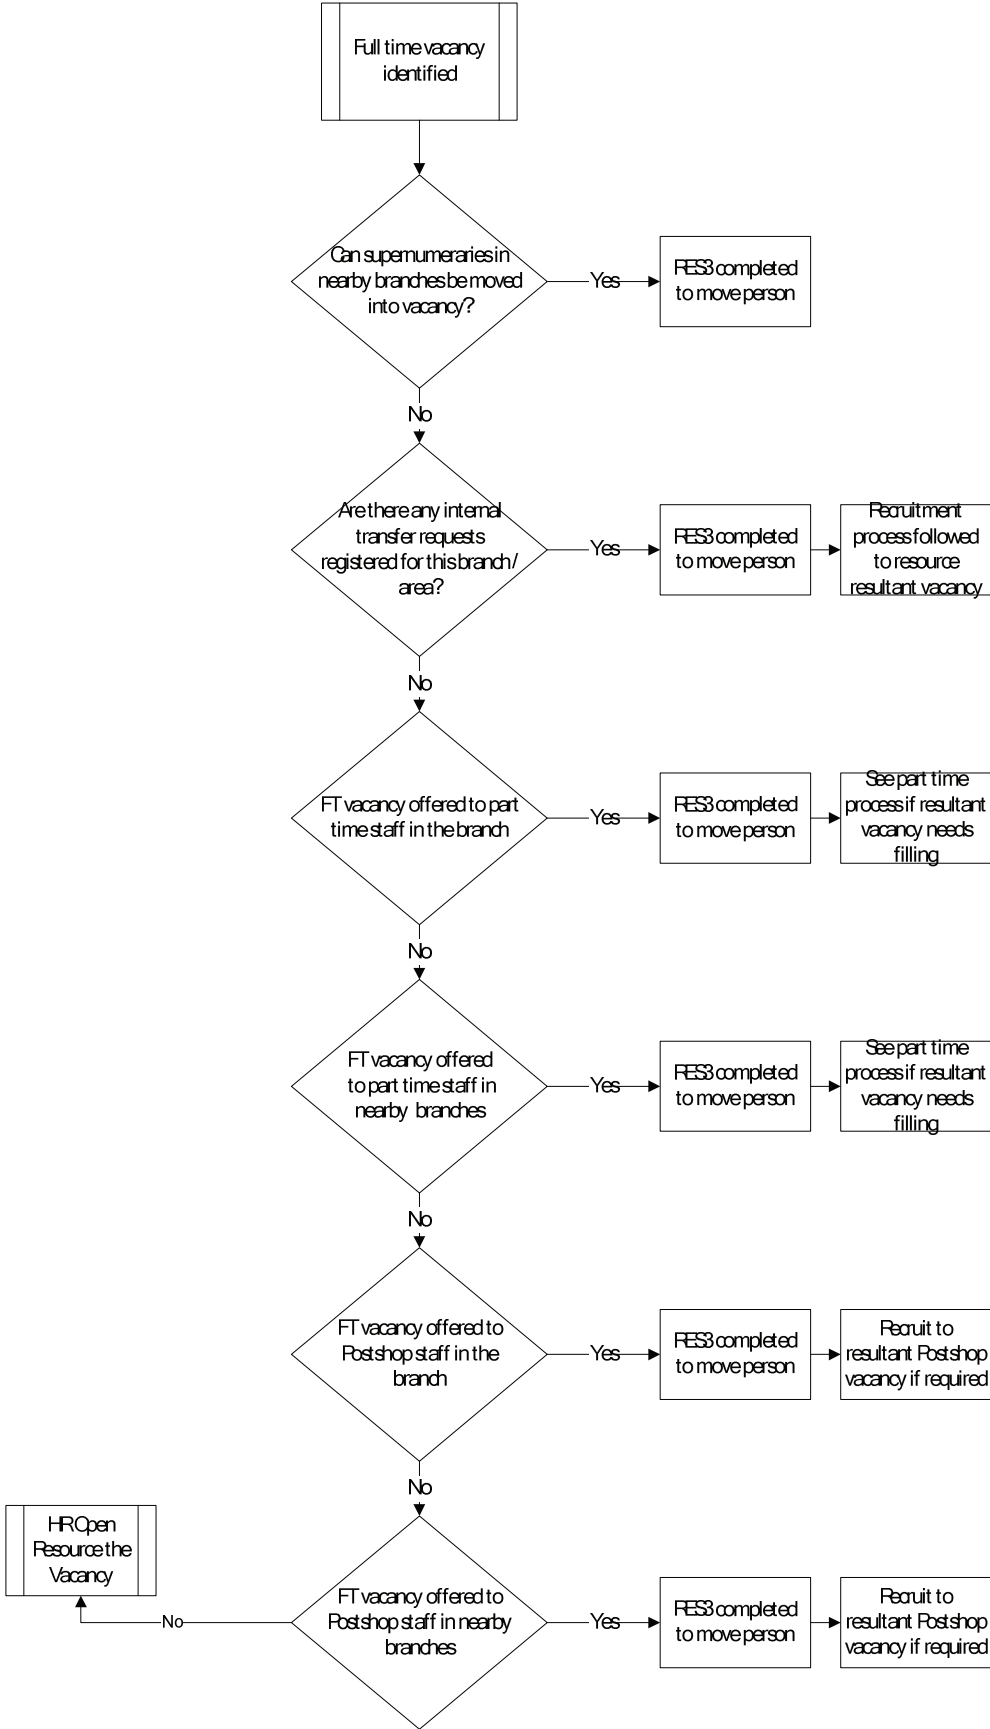 Full time vacancy
identified
Can supernumeraries in
nearby branches be moved
into vacancy?
Yes
RES3 completed
to move person
No
Are there any internal
transfer requests
registered for this branch /
area?
Yes
RES3 completed
to move person
Recruitment
process followed
to resource
resultant vacancy
No
FT vacancy offered to part
time staff in the branch
Yes
RES3 completed
to move person
See part time
process if resultant
vacancy needs
filling
No
FT vacancy offered
to part time staff in
nearby branches
Yes
RES3 completed
to move person
See part time
process if resultant
vacancy needs
filling
No
FT vacancy offered to
Postshop staff in the
branch
Yes
RES3 completed
to move person
Recruit to
resultant Postshop
vacancy if required
No
HR Open
Resource the
Vacancy
No
FT vacancy offered to
Postshop staff in nearby
branches
Yes
RES3 completed
to move person
Recruit to
resultant Postshop
vacancy if required